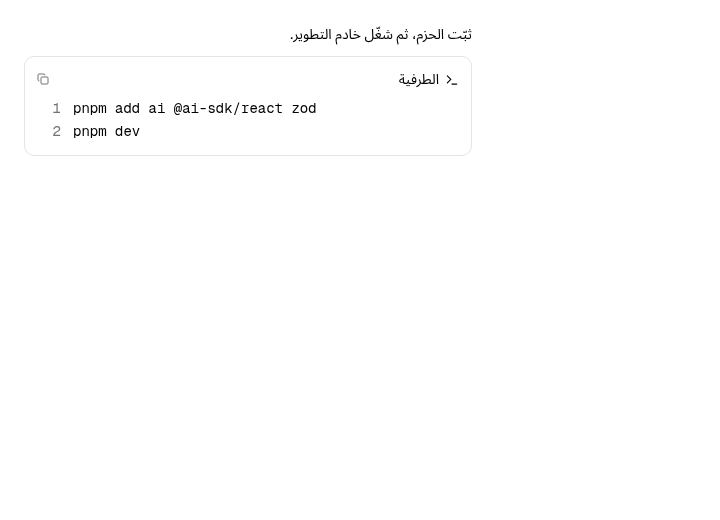 ثبّت الحزم، ثم شغّل خادم التطوير.
الطرفية
1 pnpm add ai @ai-sdk/react zod
2 pnpm dev